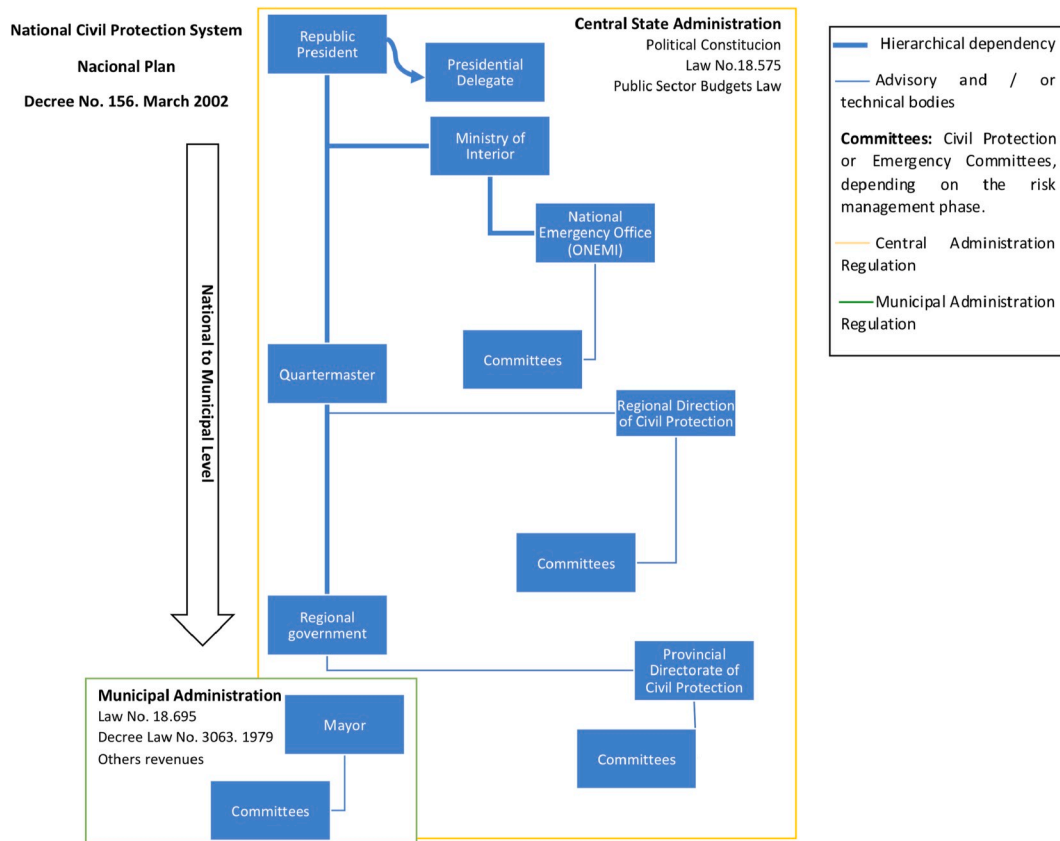 National Civil Protection System
Nacional Plan
Decree No. 156. March 2002
National to Municipal Level
Central State Administration
Political Constitucion
Law No.18.575
Public Sector Budgets Law
Republic
President
Presidential
Delegate
Ministry of
Interior
National
Emergency Office
(ONEMI)
Committees
Quartermaster
Regional Direction
of Civil Protection
Committees
Regional
government
Provincial
Directorate of
Civil Protection
Committees
Municipal Administration
Law No. 18.695
Decree Law No. 3063. 1979
Others revenues
Mayor
Committees
Hierarchical dependency
Advisory and / or
technical bodies
Committees: Civil Protection
or Emergency Committees,
depending on the risk
management phase.
Central Administration
Regulation
Municipal Administration
Regulation